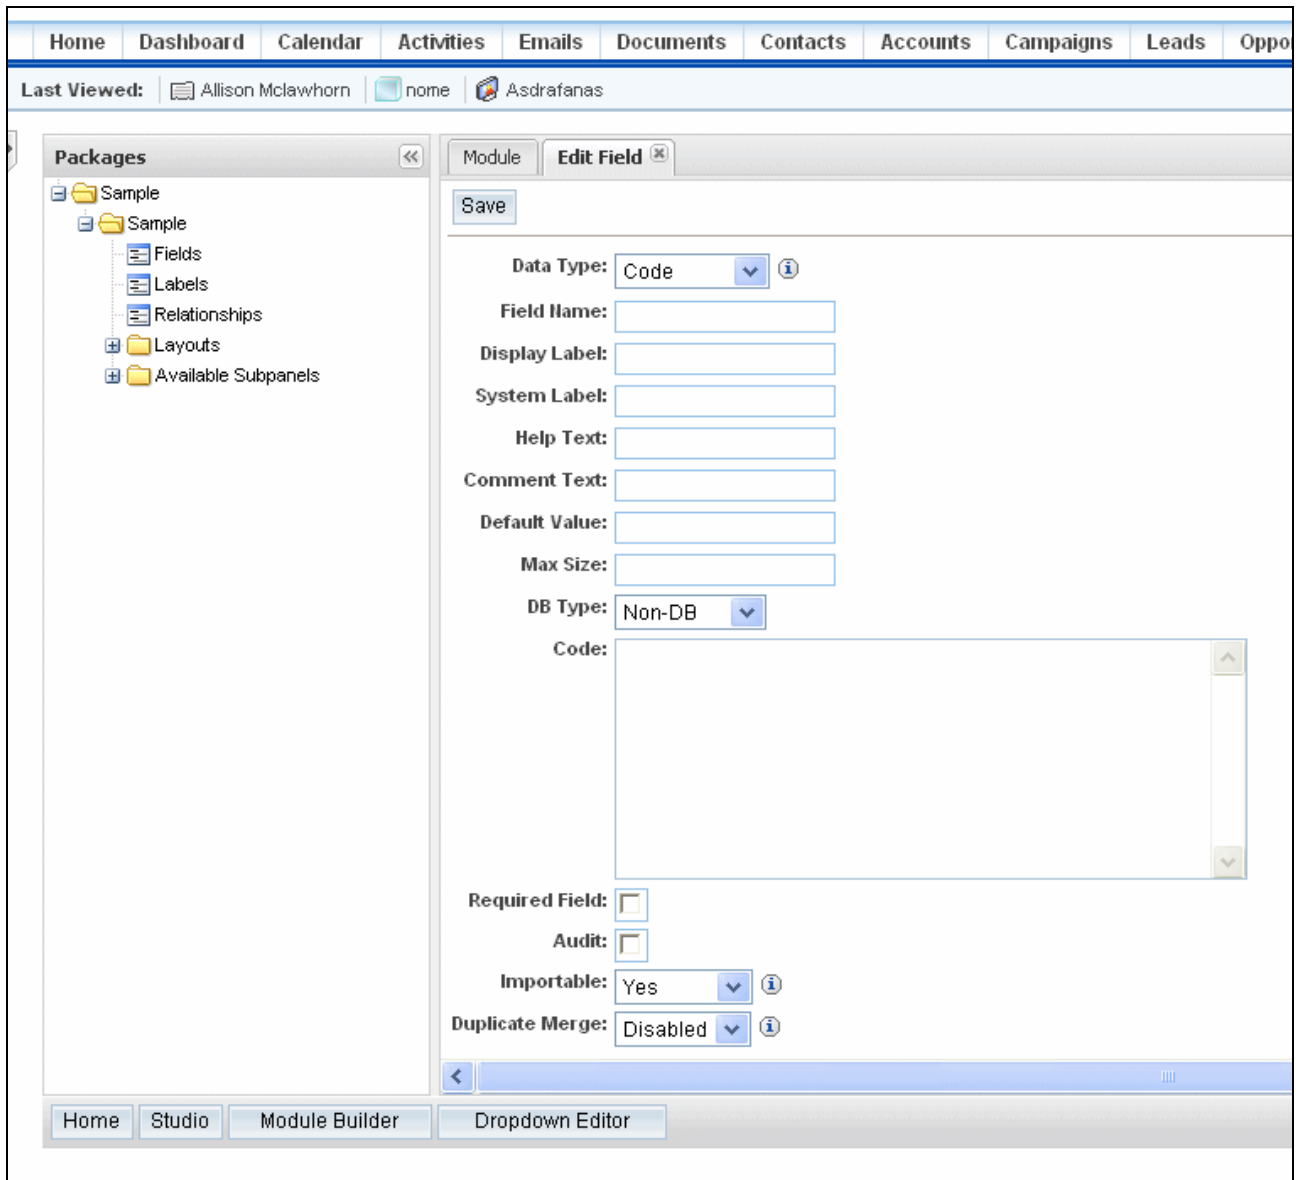 Home Dashboard Calendar Activities Emails Documents Contacts Accounts Campaigns Leads Oppo
Last Viewed: Allison Mclawhorn nome Asdrafanas
Packages
Sample
Sample
Fields
Labels
Relationships
Layouts
Available Subpanels
Module Edit Field
Save
Data Type: Code
Field Name:
Display Label:
System Label:
Help Text:
Comment Text:
Default Value:
Max Size:
DB Type: Non-DB
Code:
Required Field:
Audit:
Importable: Yes
Duplicate Merge: Disabled
Home Studio Module Builder Dropdown Editor